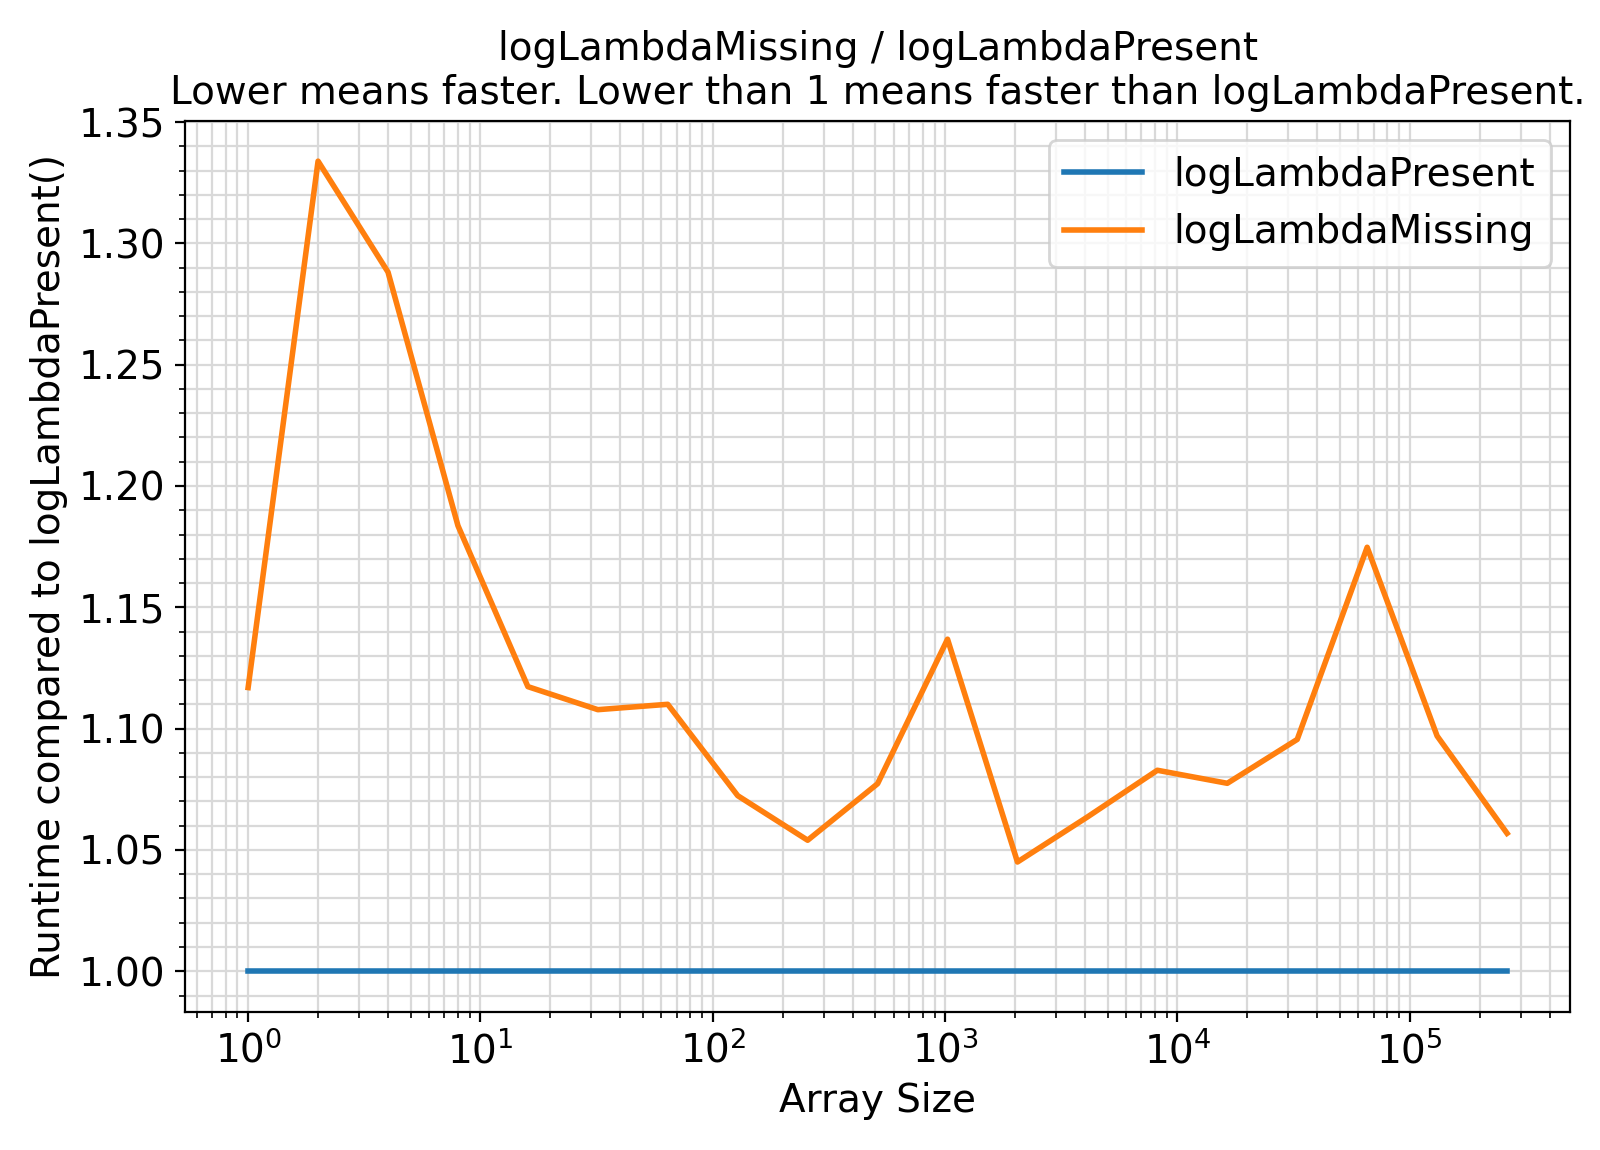 logLambdaMissing / logLambdaPresent
Lower means faster. Lower than 1 means faster than logLambdaPresent.
Runtime compared to logLambdaPresent()
1.35
1.30
1.25
1.20
1.15
1.10
1.05
1.00
logLambdaPresent
logLambdaMissing
10⁰ 10¹ 10² 10³ 10⁴ 10⁵
Array Size